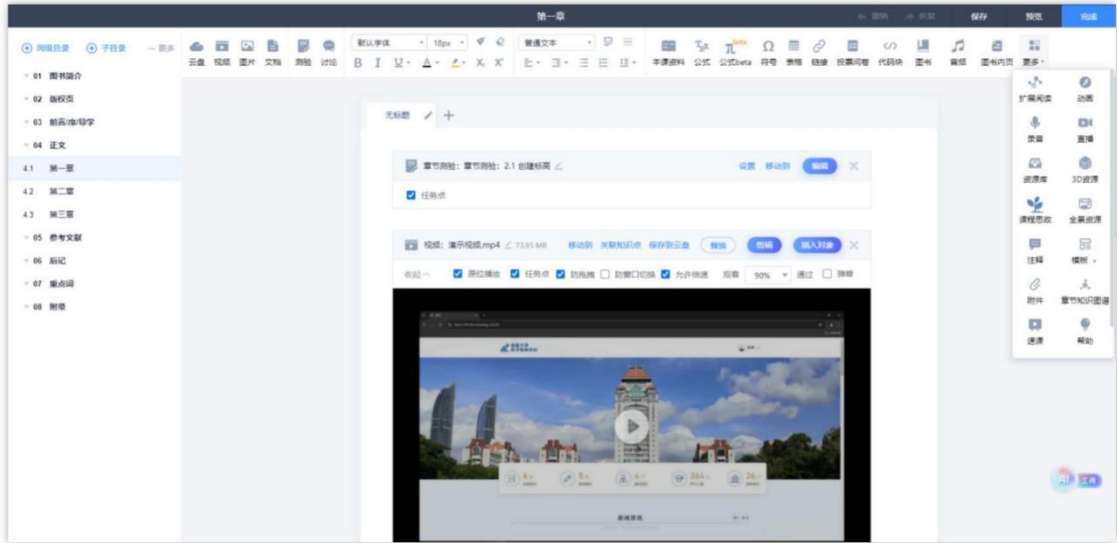 第一章
撤销 恢复 保存 预览 完成
同级目录 子目录 更多
云盘 视频 图片 文档 测验 讨论
默认字体 18px 普通文本
本课资料 公式 公式beta 符号 表格 链接 投票问卷 代码块 图书 音频 图书内页 更多
01 图书简介
02 版权页
03 前言/序/导学
04 正文
4.1 第一章
4.2 第二章
4.3 第三章
05 参考文献
06 后记
07 重点词
08 附录
无标题
章节测验：章节测验：2.1 创建标高 设置 移动到 编辑
任务点
视频：演示视频.mp4 73.95 MB 移动到 关联知识点 保存到云盘 替换 剪辑 插入对象
收起 原位播放 任务点 防拖拽 防窗口切换 允许倍速 观看 90% 通过 弹幕
扩展阅读 动画
录音 直播
资源库 3D资源
课程思政 全景资源
注释 模板
附件 章节知识图谱
速课 帮助
AI 工具